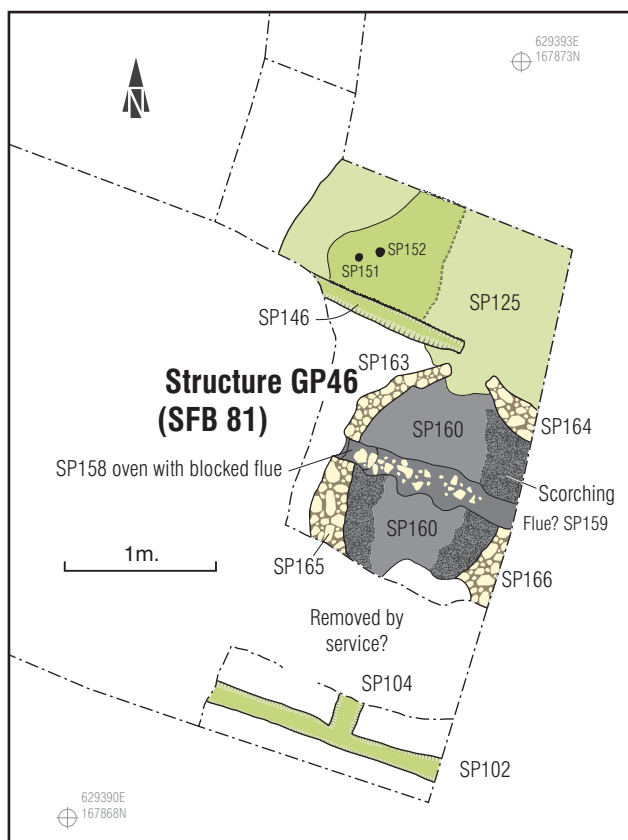 629393E
167873N
N
SP152
SP151
SP125
SP146
SP163
Structure GP46
(SFB 81)
SP160
SP164
SP158 oven with blocked flue
Scorching
Flue? SP159
SP160
1m.
SP165
SP166
Removed by
service?
SP104
SP102
629390E
167868N